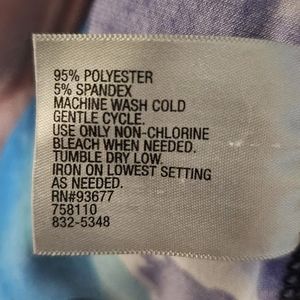 95% POLYESTER
5% SPANDEX
MACHINE WASH COLD
GENTLE CYCLE.
USE ONLY NON-CHLORINE
BLEACH WHEN NEEDED.
TUMBLE DRY LOW.
IRON ON LOWEST SETTING
AS NEEDED.
RN#93677
758110
832-5348